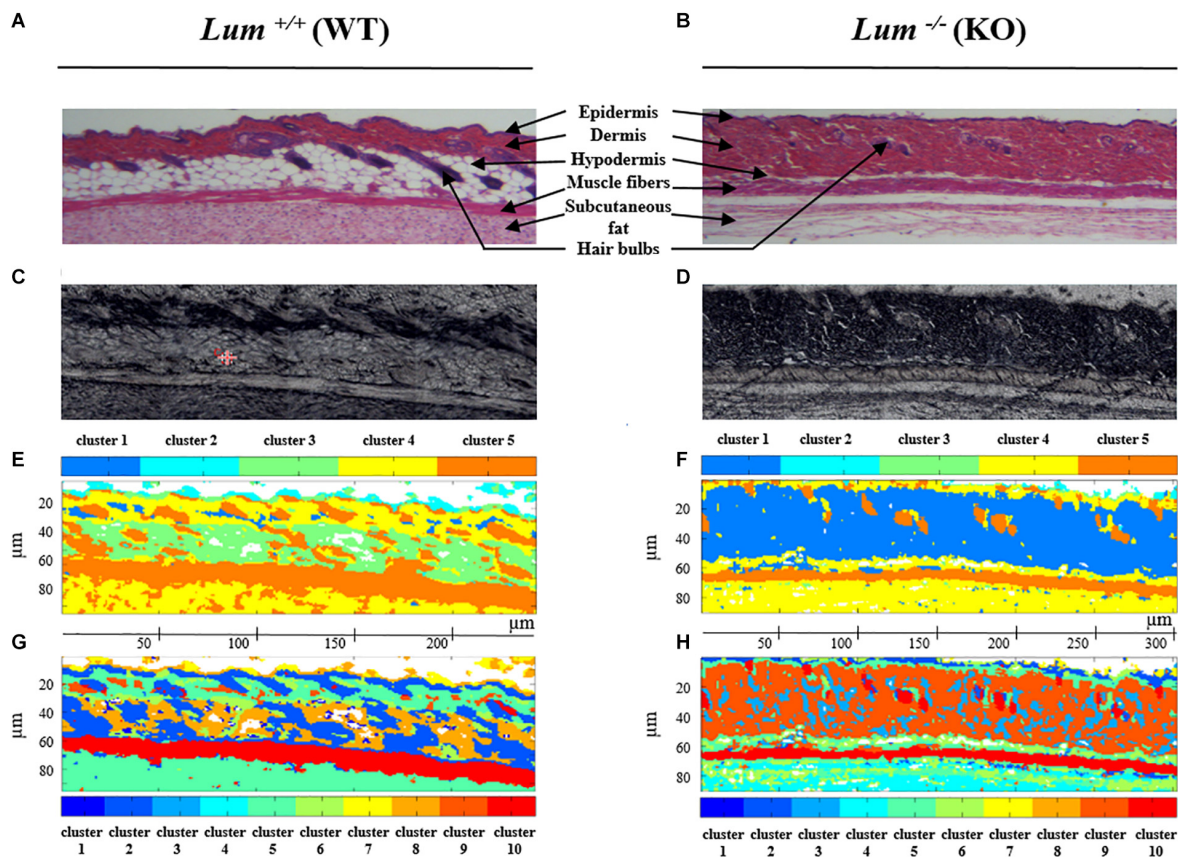 A
Lum +/+ (WT)
B
Lum -/- (KO)
Epidermis
Dermis
Hypodermis
Muscle fibers
Subcutaneous
fat
Hair bulbs
C
D
cluster 1 cluster 2 cluster 3 cluster 4 cluster 5
cluster 1 cluster 2 cluster 3 cluster 4 cluster 5
E
20
40
60
80
μm
F
20
40
60
80
μm
μm
50 100 150 200
μm
50 100 150 200 250 300
G
20
40
60
80
μm
H
20
40
60
80
μm
cluster cluster cluster cluster cluster cluster cluster cluster cluster cluster
1 2 3 4 5 6 7 8 9 10
cluster cluster cluster cluster cluster cluster cluster cluster cluster cluster
1 2 3 4 5 6 7 8 9 10